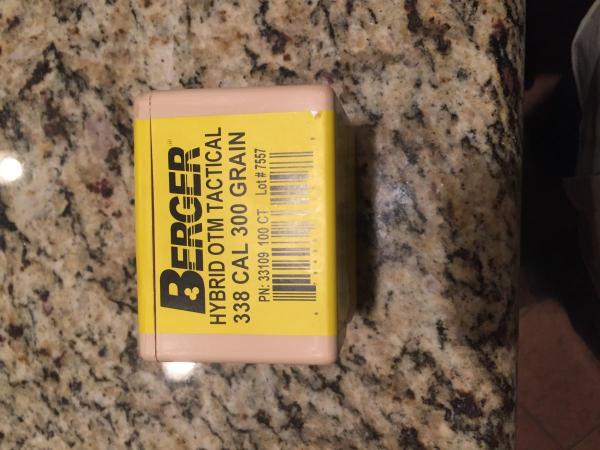 BERGER
HYBRID OTM TACTICAL
338 CAL 300 GRAIN
PN: 33109 100 CT Lot # 7557